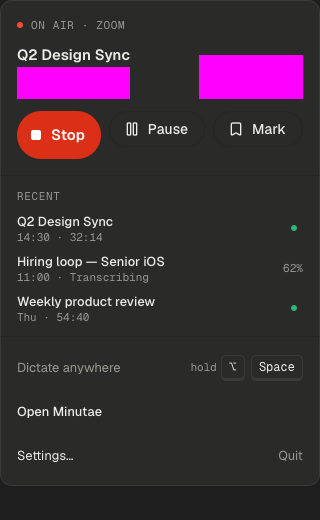 ON AIR · ZOOM
Q2 Design Sync
Stop
Pause
Mark
RECENT
Q2 Design Sync
14:30 · 32:14
Hiring loop — Senior iOS
11:00 · Transcribing
62%
Weekly product review
Thu · 54:40
Dictate anywhere
hold ⌥ Space
Open Minutae
Settings…
Quit